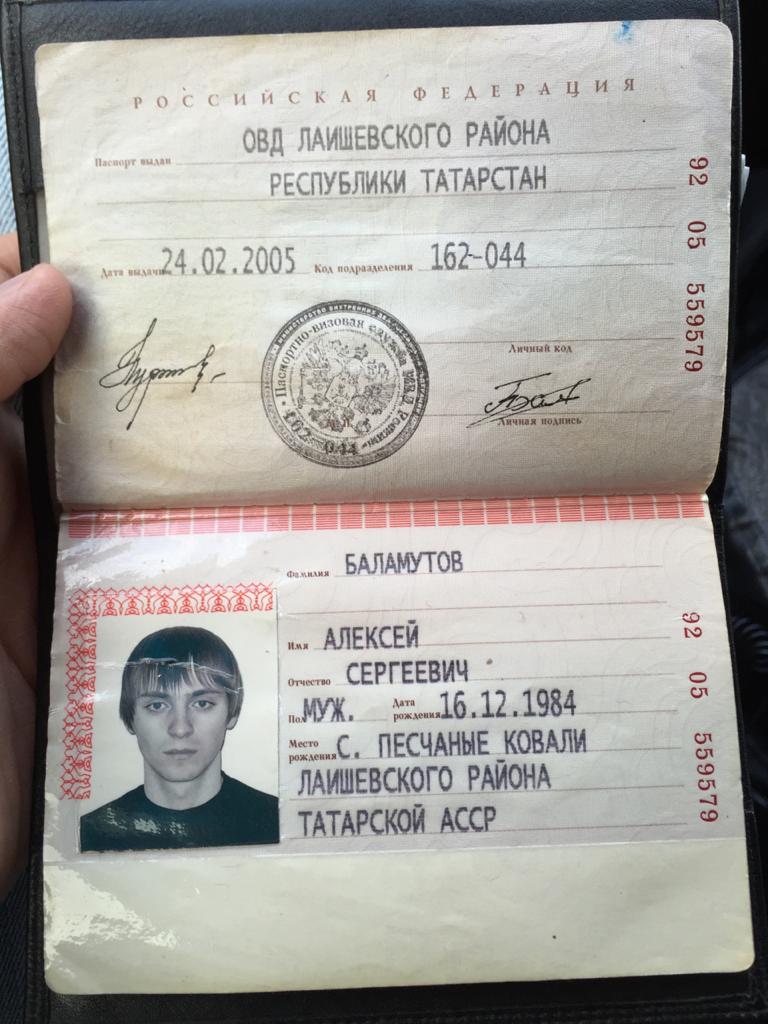 РОССИЙСКАЯ ФЕДЕРАЦИЯ
Паспорт выдан ОВД ЛАИШЕВСКОГО РАЙОНА
РЕСПУБЛИКИ ТАТАРСТАН
Дата выдачи 24.02.2005 Код подразделения 162-044
92 05 559579
Личный код
Личная подпись
Паспортно-визовая служба МВД России
162 044
М.П.
Фамилия БАЛАМУТОВ
Имя АЛЕКСЕЙ
Отчество СЕРГЕЕВИЧ
Пол МУЖ. Дата рождения 16.12.1984
Место рождения С. ПЕСЧАНЫЕ КОВАЛИ
ЛАИШЕВСКОГО РАЙОНА
ТАТАРСКОЙ АССР
92 05 559579